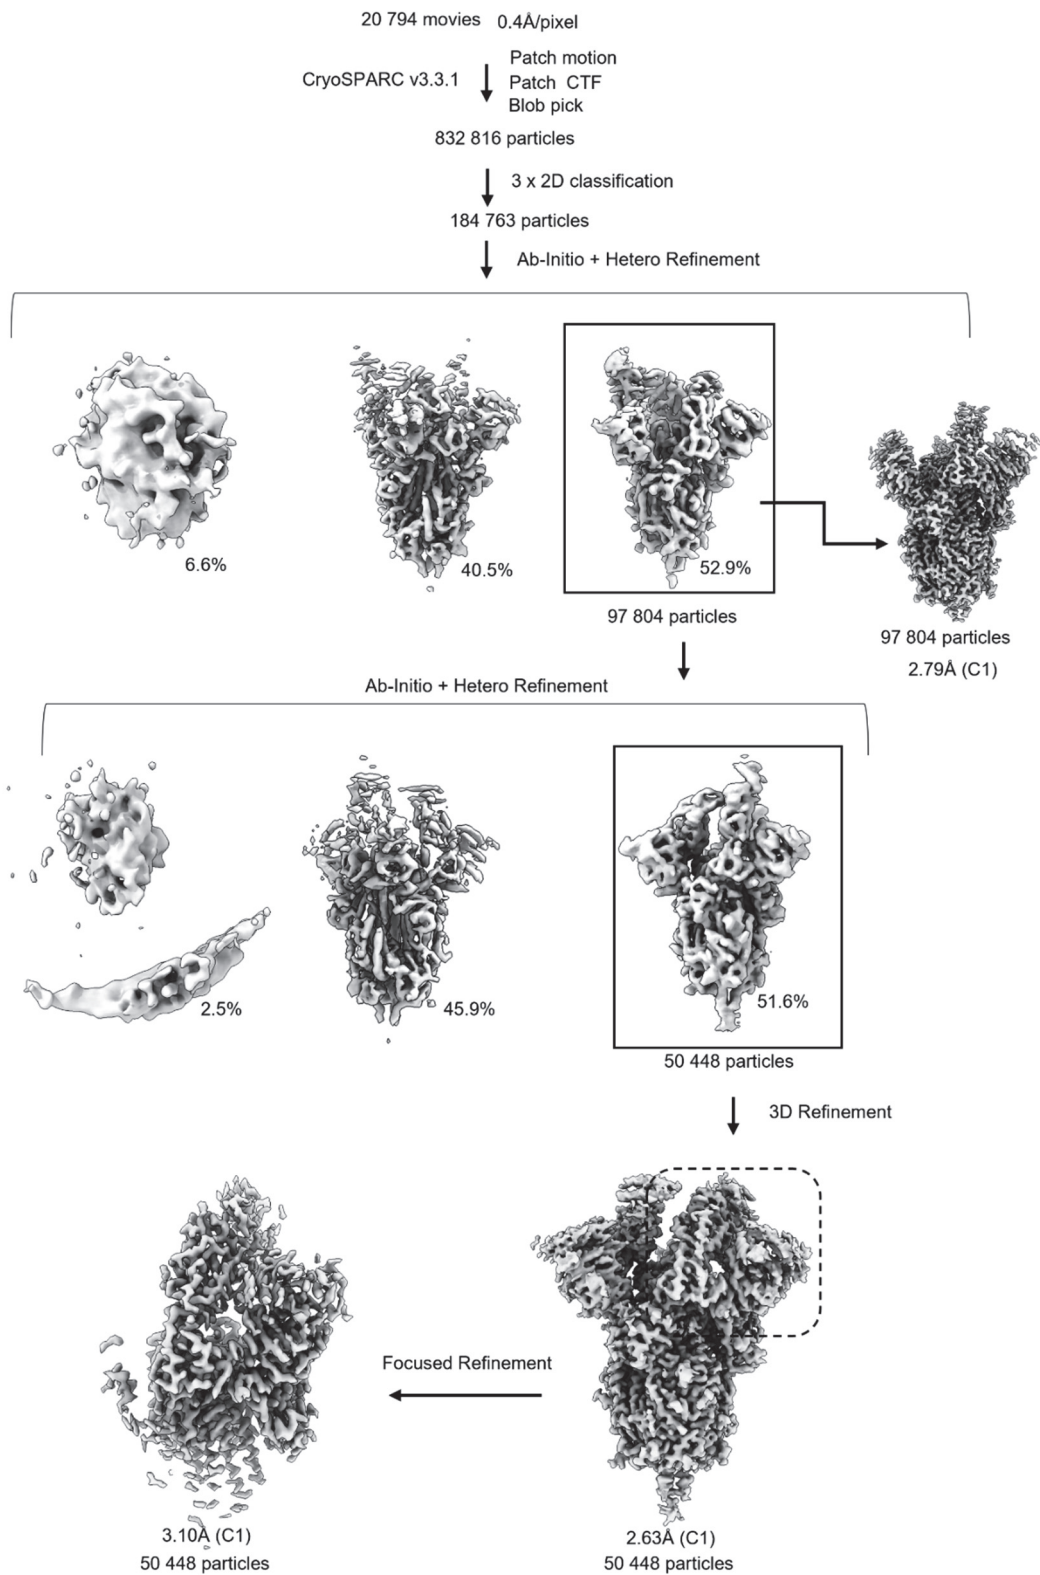 20 794 movies 0.4Å/pixel
CryoSPARC v3.3.1
Patch motion
Patch CTF
Blob pick
832 816 particles
3 x 2D classification
184 763 particles
Ab-Initio + Hetero Refinement
6.6%
40.5%
52.9%
97 804 particles
97 804 particles
2.79Å (C1)
Ab-Initio + Hetero Refinement
2.5%
45.9%
51.6%
50 448 particles
3D Refinement
Focused Refinement
3.10Å (C1)
50 448 particles
2.63Å (C1)
50 448 particles